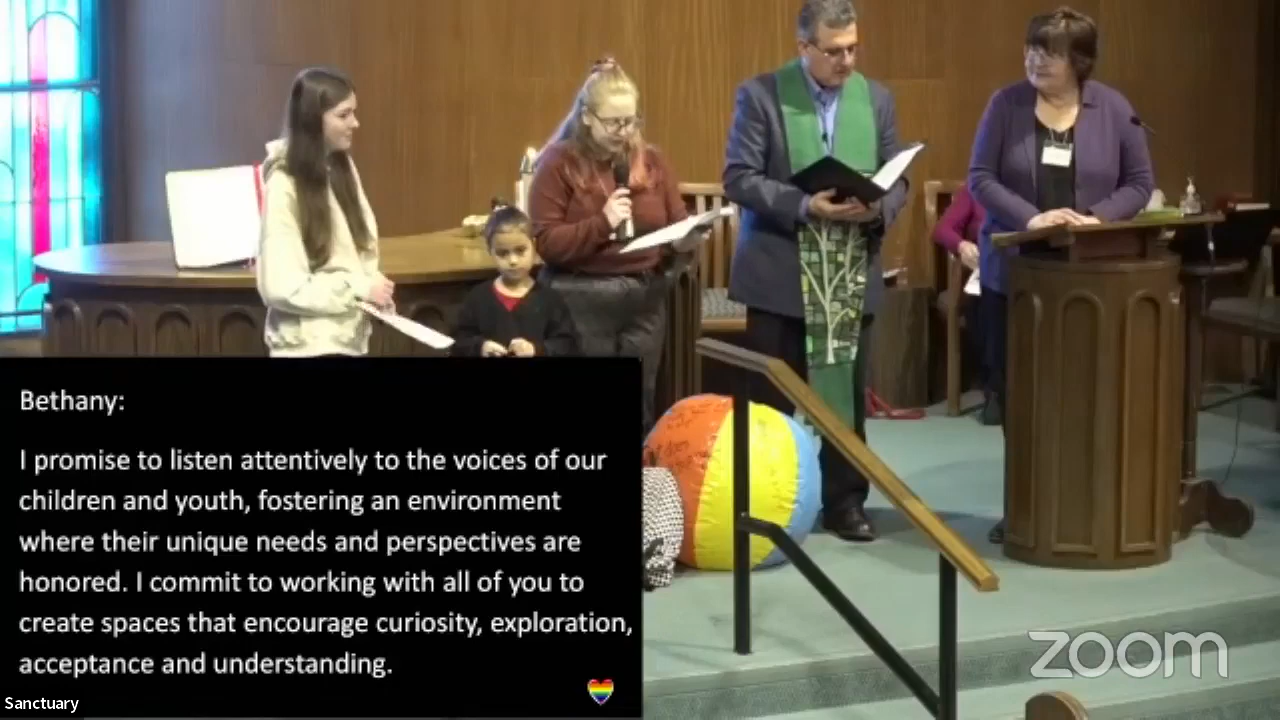 Bethany:
I promise to listen attentively to the voices of our
children and youth, fostering an environment
where their unique needs and perspectives are
honored. I commit to working with all of you to
create spaces that encourage curiosity, exploration,
acceptance and understanding.
Sanctuary
zoom